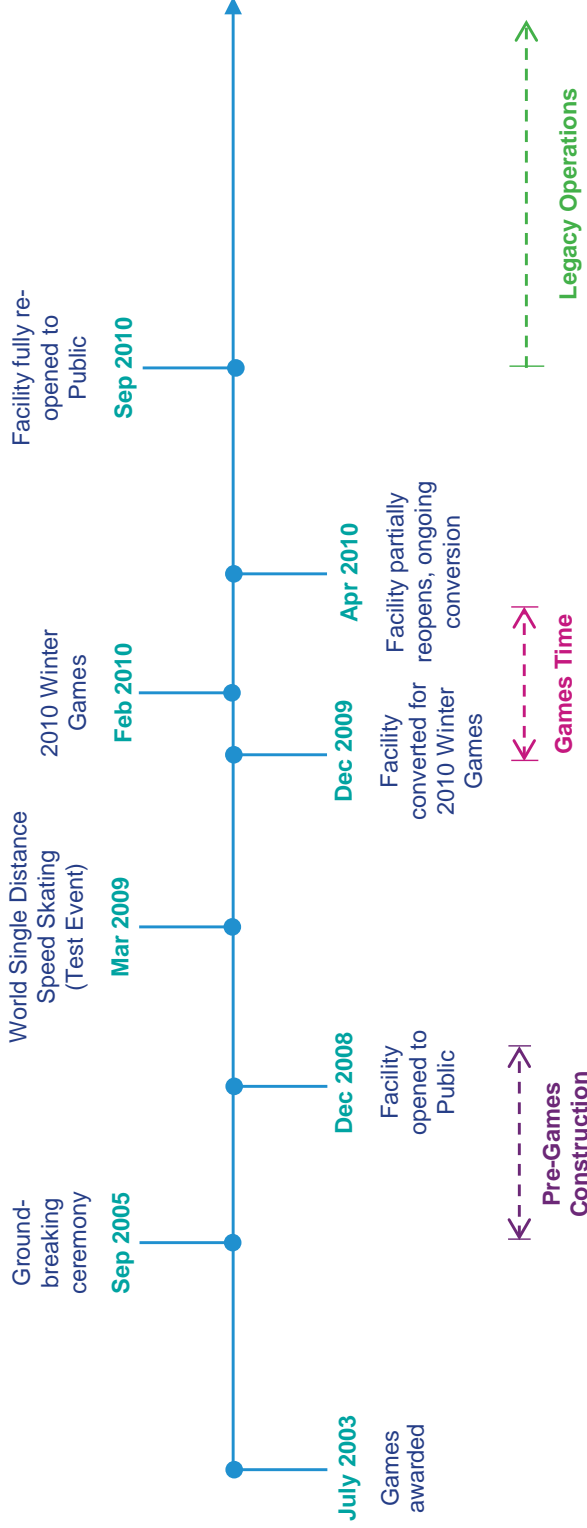 July 2003
Games
awarded
Ground-
breaking
ceremony
Sep 2005
Dec 2008
Facility
opened to
Public
World Single Distance
Speed Skating
(Test Event)
Mar 2009
Dec 2009
Facility
converted for
2010 Winter
Games
2010 Winter
Games
Feb 2010
Apr 2010
Facility partially
reopens, ongoing
conversion
Facility fully re-
opened to
Public
Sep 2010
Pre-Games
Construction
Games Time
Legacy Operations